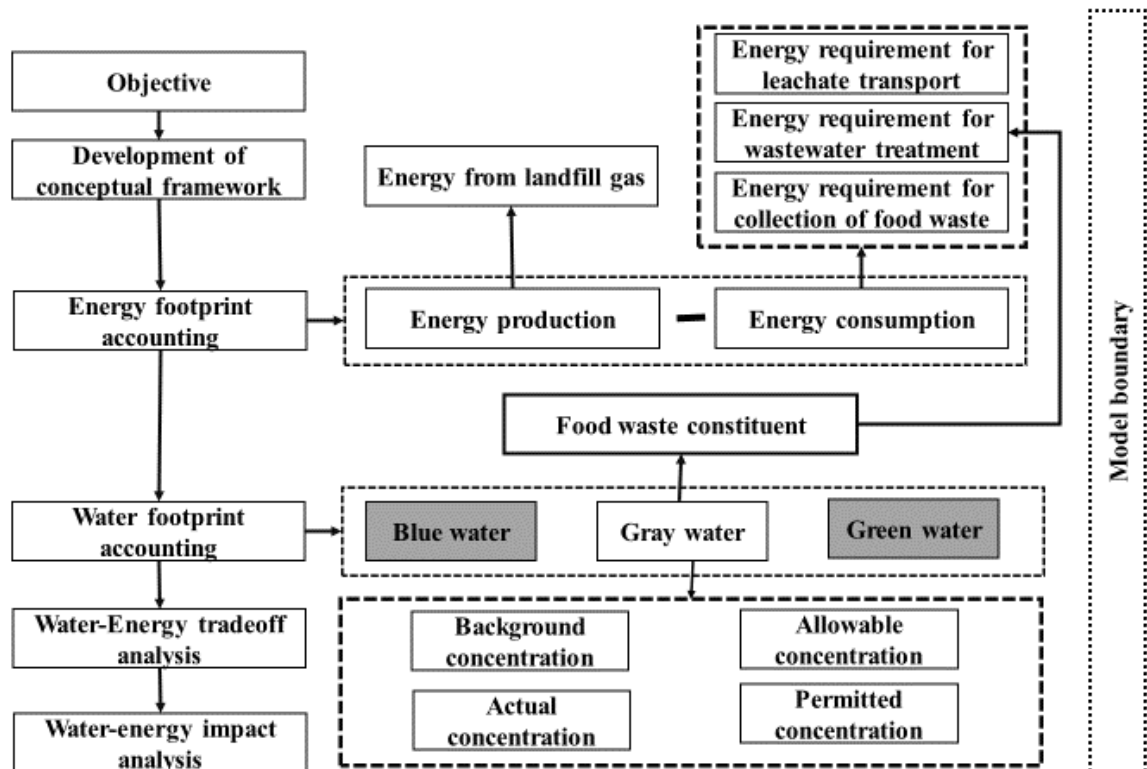 Objective
Development of
conceptual framework
Energy footprint
accounting
Water footprint
accounting
Water-Energy tradeoff
analysis
Water-energy impact
analysis
Energy from landfill gas
Energy requirement for
leachate transport
Energy requirement for
wastewater treatment
Energy requirement for
collection of food waste
Energy production
Energy consumption
Food waste constituent
Blue water
Gray water
Green water
Background
concentration
Allowable
concentration
Actual
concentration
Permitted
concentration
Model boundary